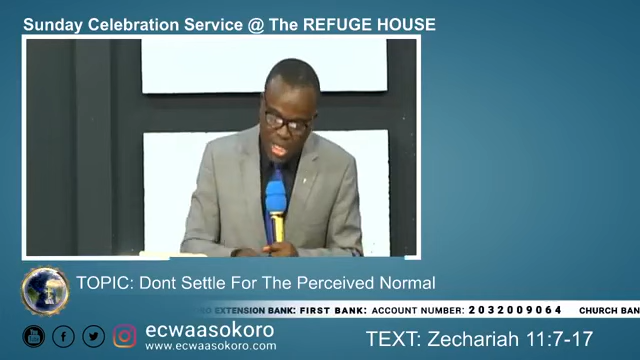 Sunday Celebration Service @ The REFUGE HOUSE
TOPIC: Dont Settle For The Perceived Normal
EXTENSION BANK: FIRST BANK: ACCOUNT NUMBER: 2032009064 CHURCH BAN
ecwaasokoro
www.ecwaasokoro.com
TEXT: Zechariah 11:7-17